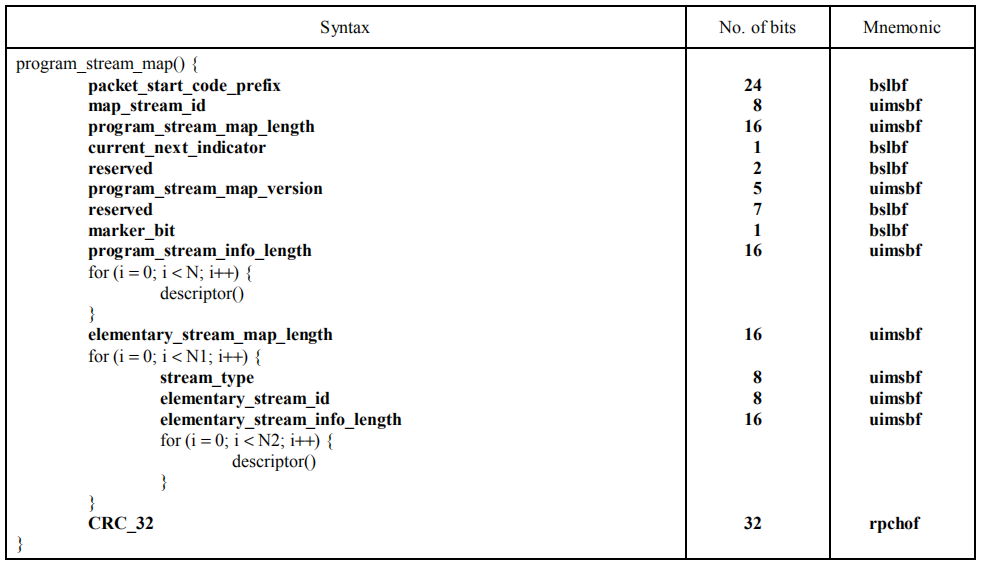 Syntax No. of bits Mnemonic
program_stream_map() {
packet_start_code_prefix 24 bslbf
map_stream_id 8 uimsbf
program_stream_map_length 16 uimsbf
current_next_indicator 1 bslbf
reserved 2 bslbf
program_stream_map_version 5 uimsbf
reserved 7 bslbf
marker_bit 1 bslbf
program_stream_info_length 16 uimsbf
for (i = 0; i < N; i++) {
descriptor()
}
elementary_stream_map_length 16 uimsbf
for (i = 0; i < N1; i++) {
stream_type 8 uimsbf
elementary_stream_id 8 uimsbf
elementary_stream_info_length 16 uimsbf
for (i = 0; i < N2; i++) {
descriptor()
}
}
CRC_32 32 rpchof
}